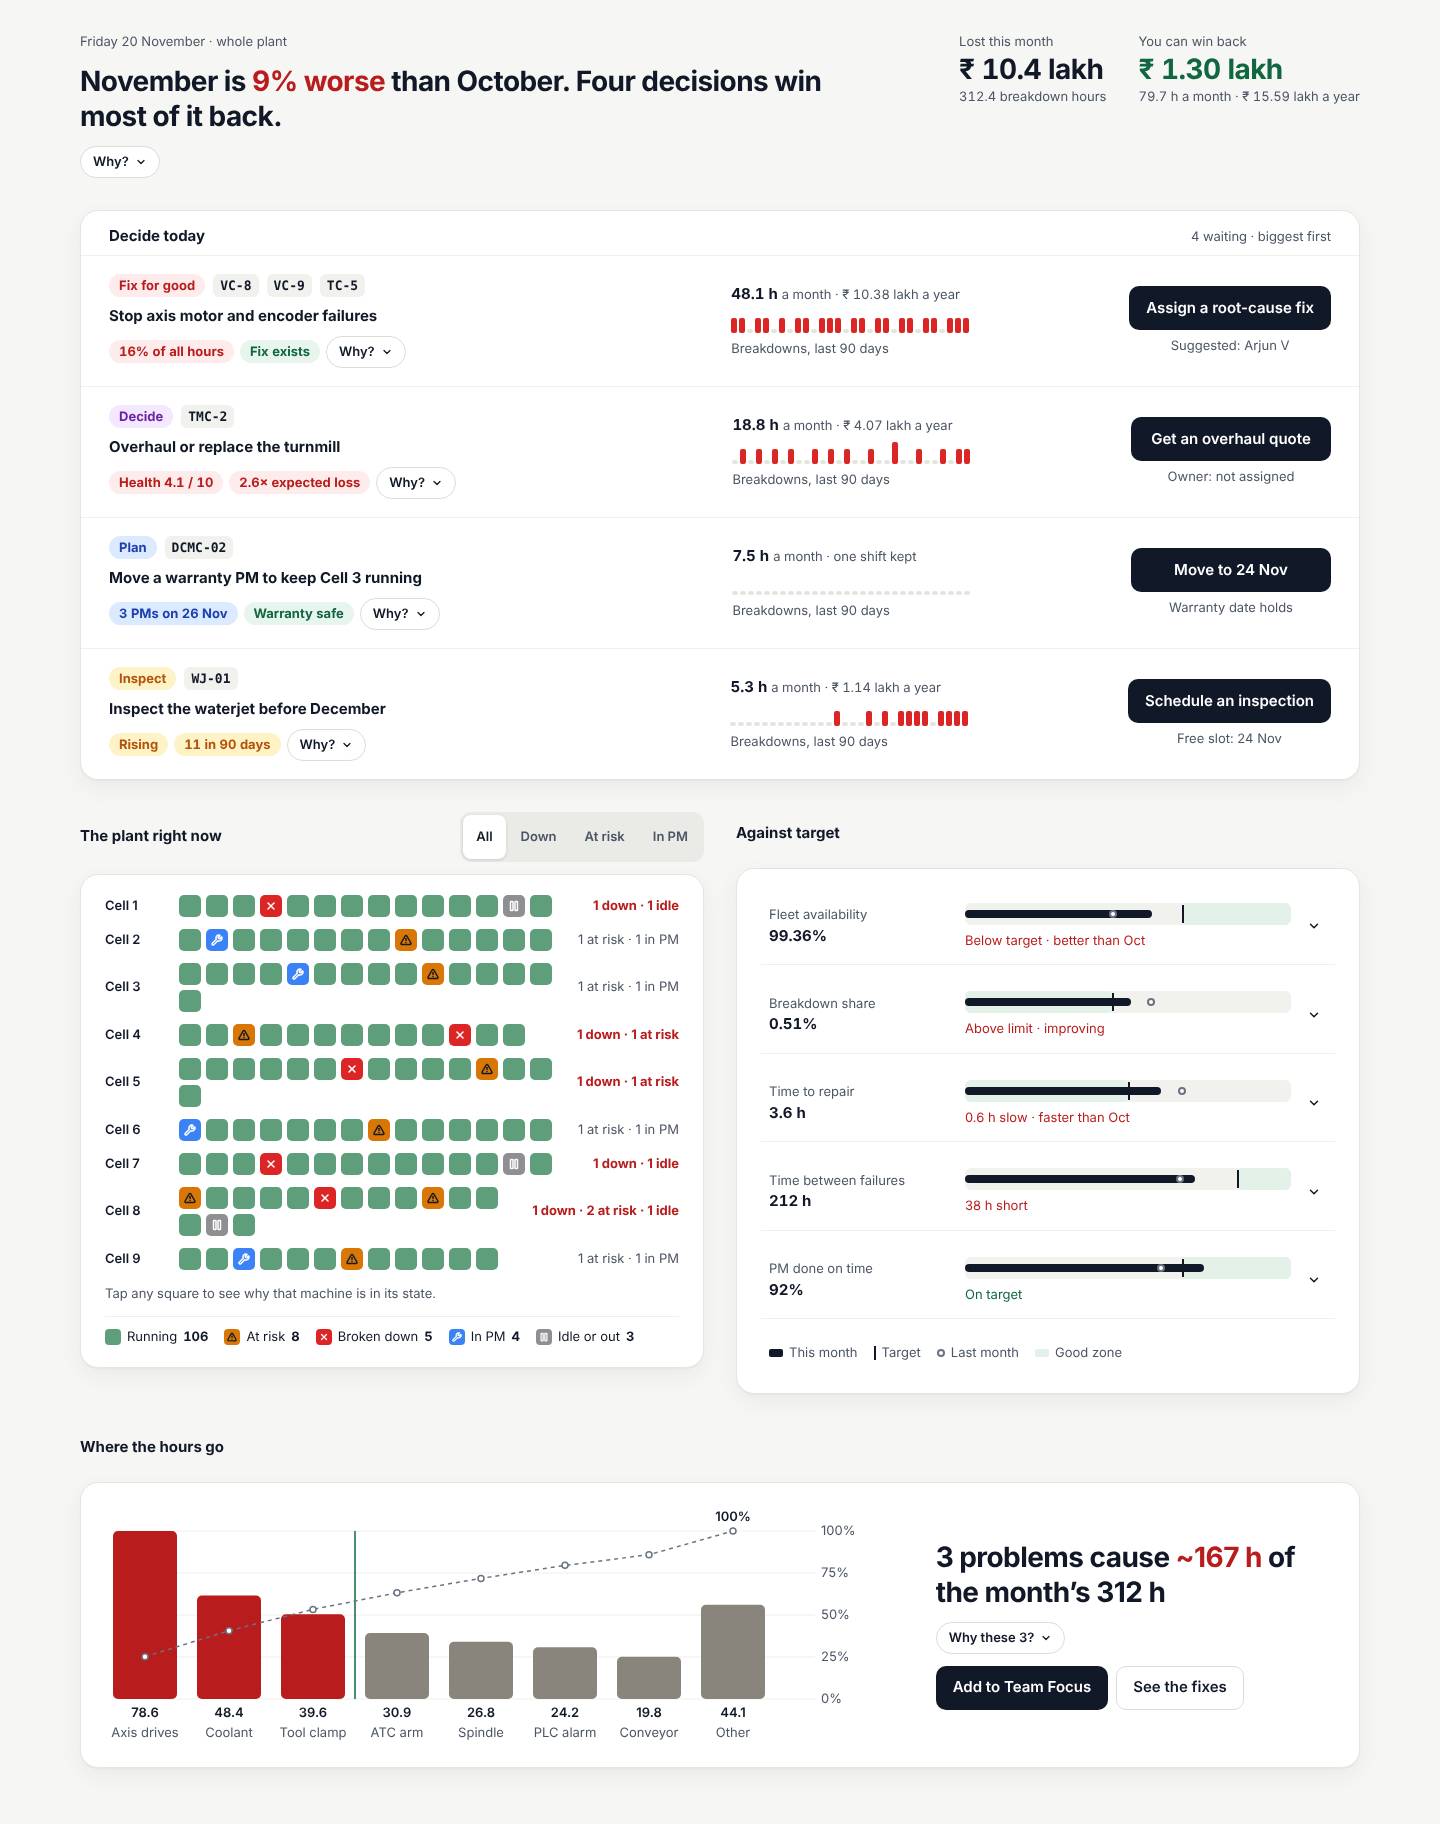 Friday 20 November · whole plant
November is 9% worse than October. Four decisions win
most of it back.
Why?
Lost this month
₹ 10.4 lakh
312.4 breakdown hours
You can win back
₹ 1.30 lakh
79.7 h a month · ₹ 15.59 lakh a year
Decide today
4 waiting · biggest first
Fix for good VC-8 VC-9 TC-5
Stop axis motor and encoder failures
16% of all hours Fix exists Why?
48.1 h a month · ₹ 10.38 lakh a year
Breakdowns, last 90 days
Assign a root-cause fix
Suggested: Arjun V
Decide TMC-2
Overhaul or replace the turnmill
Health 4.1 / 10 2.6× expected loss Why?
18.8 h a month · ₹ 4.07 lakh a year
Breakdowns, last 90 days
Get an overhaul quote
Owner: not assigned
Plan DCMC-02
Move a warranty PM to keep Cell 3 running
3 PMs on 26 Nov Warranty safe Why?
7.5 h a month · one shift kept
Breakdowns, last 90 days
Move to 24 Nov
Warranty date holds
Inspect WJ-01
Inspect the waterjet before December
Rising 11 in 90 days Why?
5.3 h a month · ₹ 1.14 lakh a year
Breakdowns, last 90 days
Schedule an inspection
Free slot: 24 Nov
The plant right now
All Down At risk In PM
Cell 1 1 down · 1 idle
Cell 2 1 at risk · 1 in PM
Cell 3 1 at risk · 1 in PM
Cell 4 1 down · 1 at risk
Cell 5 1 down · 1 at risk
Cell 6 1 at risk · 1 in PM
Cell 7 1 down · 1 idle
Cell 8 1 down · 2 at risk · 1 idle
Cell 9 1 at risk · 1 in PM
Tap any square to see why that machine is in its state.
Running 106 At risk 8 Broken down 5 In PM 4 Idle or out 3
Against target
Fleet availability
99.36%
Below target · better than Oct
Breakdown share
0.51%
Above limit · improving
Time to repair
3.6 h
0.6 h slow · faster than Oct
Time between failures
212 h
38 h short
PM done on time
92%
On target
This month Target Last month Good zone
Where the hours go
100%
100%
75%
50%
25%
0%
78.6 48.4 39.6 30.9 26.8 24.2 19.8 44.1
Axis drives Coolant Tool clamp ATC arm Spindle PLC alarm Conveyor Other
3 problems cause ~167 h of
the month's 312 h
Why these 3?
Add to Team Focus See the fixes